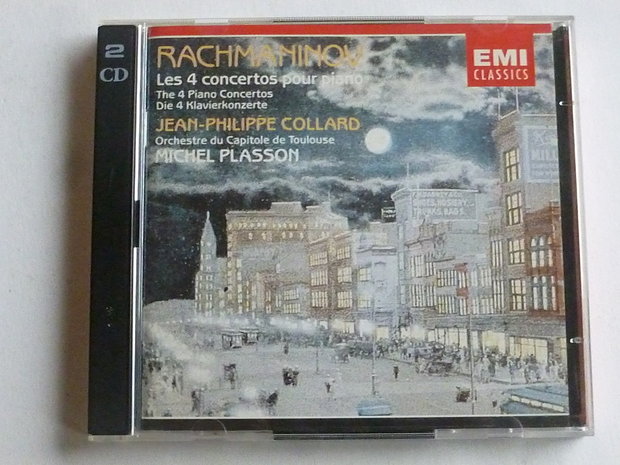 2
CD
RACHMANINOV
Les 4 concertos pour piano
The 4 Piano Concertos
Die 4 Klavierkonzerte
JEAN-PHILIPPE COLLARD
Orchestre du Capitole de Toulouse
MICHEL PLASSON
EMI
CLASSICS